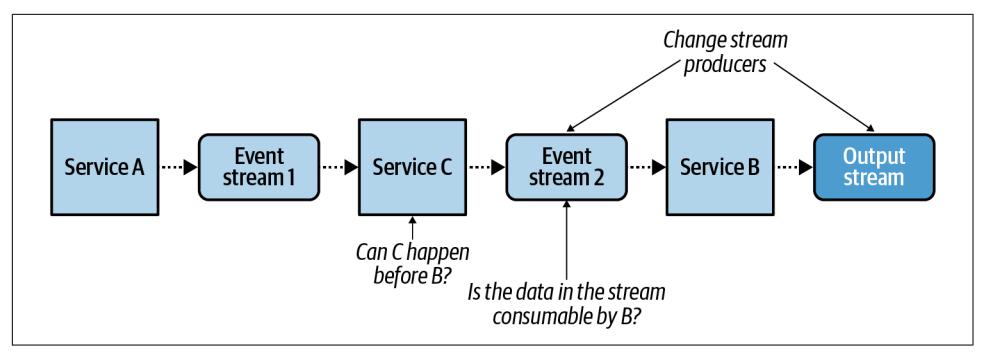 Change stream
producers
Service A
Event
stream 1
Service C
Event
stream 2
Service B
Output
stream
Can C happen
before B?
Is the data in the stream
consumable by B?